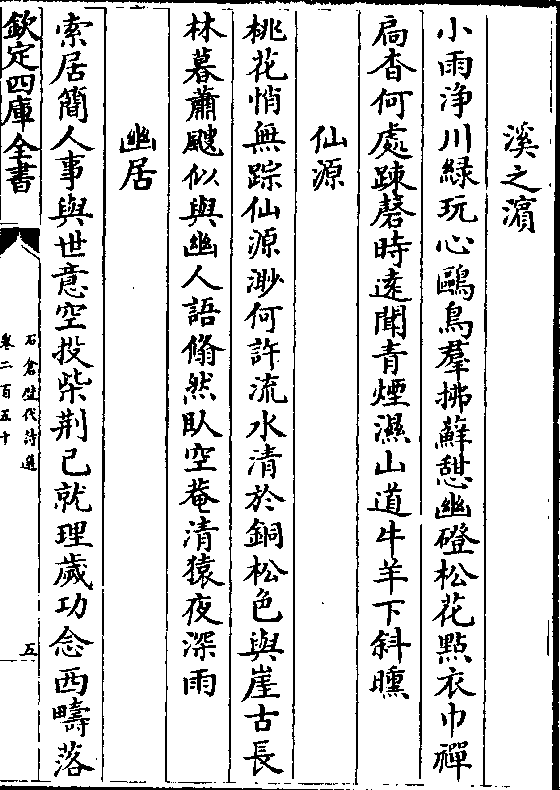 溪之濵
小雨浄川緑玩心鷗鳥羣拂蘚憇幽磴松花㸃衣巾禪
扃杳何處踈磬時逺聞青煙濕山道牛羊下斜曛
仙源
桃花悄無踪仙源渺何許流水清於銅松色與崖古長
林暮蕭颼似與幽人語翛然臥空菴清猿夜深雨
幽居
索居簡人事與世意空投柴荆已就理歲功念西疇落
欽定四庫全書
石倉歷代詩選
卷二百五十
五